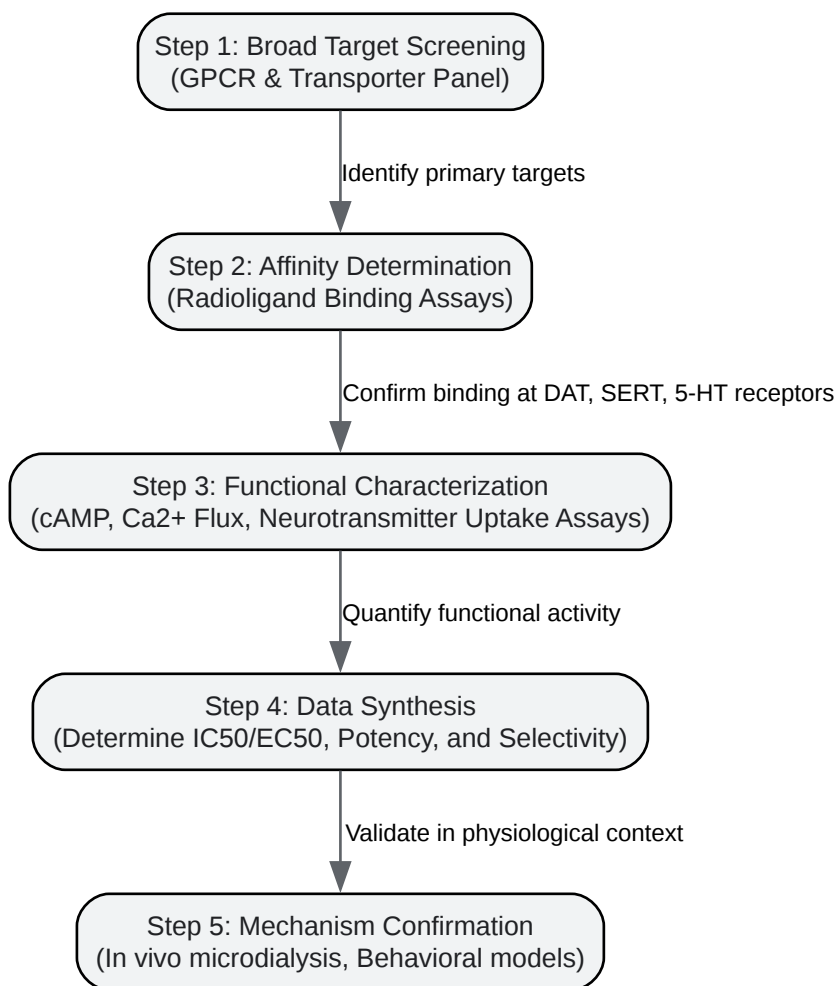 Step 1: Broad Target Screening
(GPCR & Transporter Panel)
Identify primary targets
Step 2: Affinity Determination
(Radioligand Binding Assays)
Confirm binding at DAT, SERT, 5-HT receptors
Step 3: Functional Characterization
(cAMP, Ca2+ Flux, Neurotransmitter Uptake Assays)
Quantify functional activity
Step 4: Data Synthesis
(Determine IC50/EC50, Potency, and Selectivity)
Validate in physiological context
Step 5: Mechanism Confirmation
(In vivo microdialysis, Behavioral models)